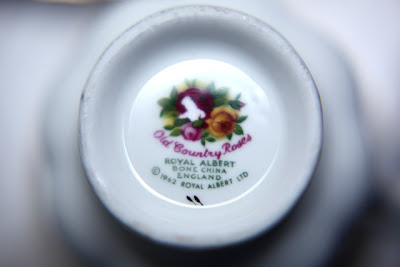 Old Country Roses
ROYAL ALBERT
BONE CHINA
ENGLAND
© 1962 ROYAL ALBERT LTD